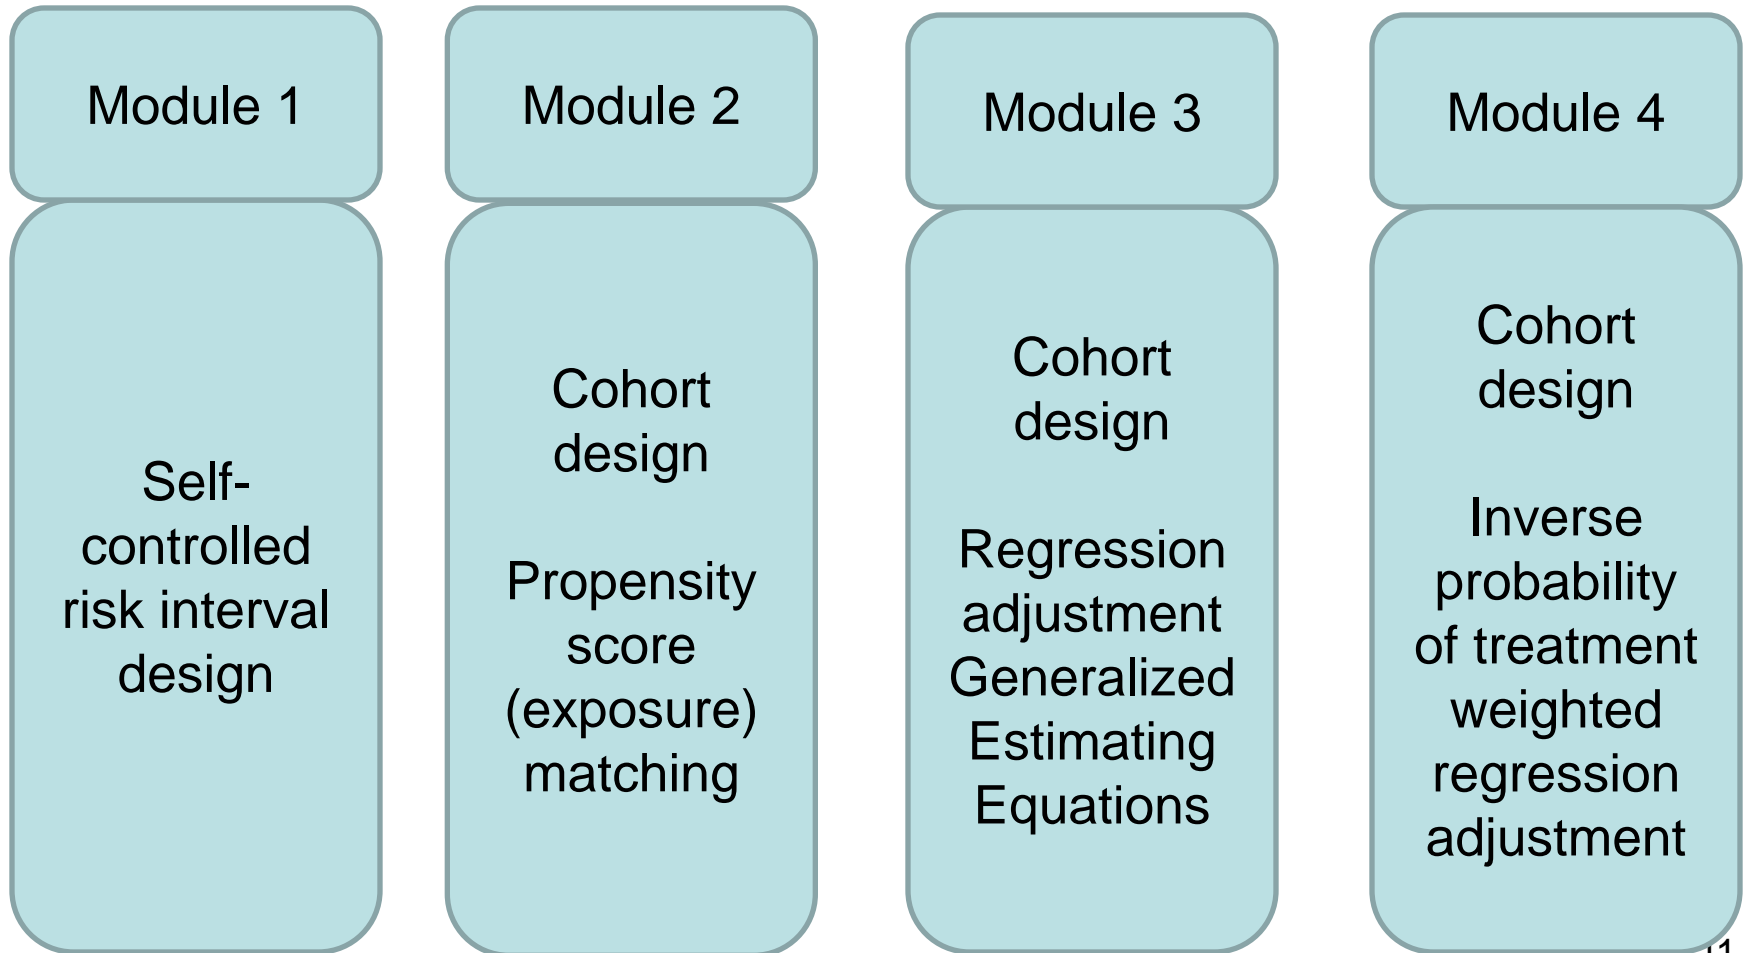 Module 1
Self-
controlled
risk interval
design
Module 2
Cohort
design
Propensity
score
(exposure)
matching
Module 3
Cohort
design
Regression
adjustment
Generalized
Estimating
Equations
Module 4
Cohort
design
Inverse
probability
of treatment
weighted
regression
adjustment
11